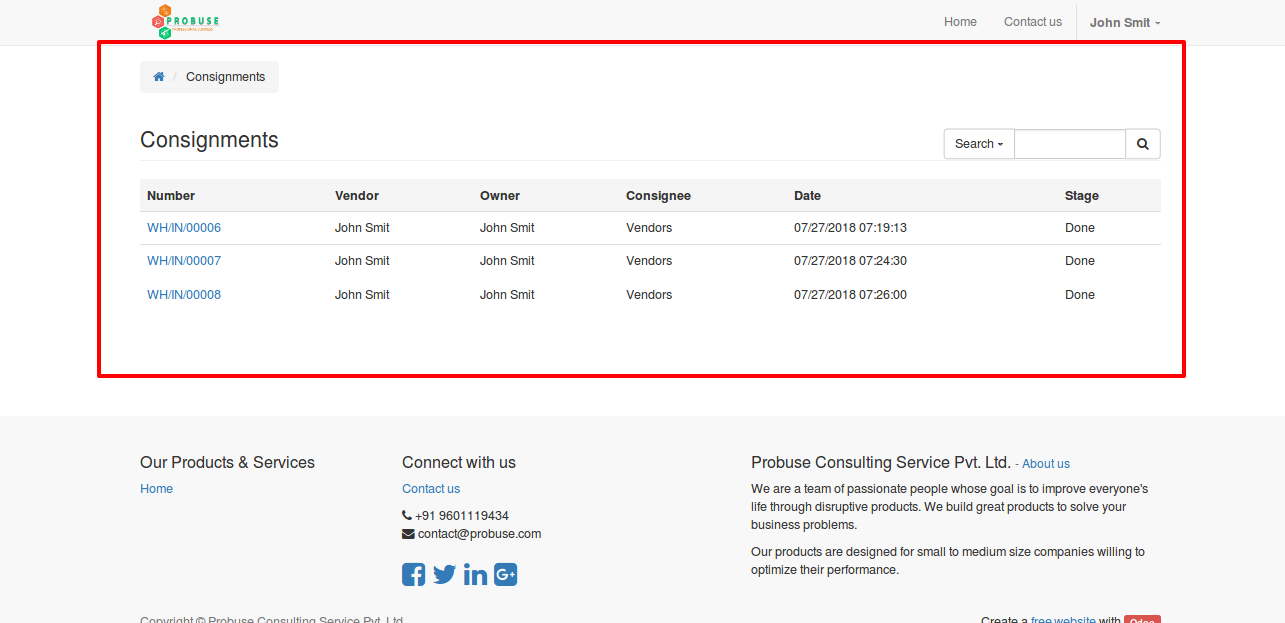 PROBUSE
Home Contact us John Smit
/ Consignments
Consignments
Search
Number Vendor Owner Consignee Date Stage
WH/IN/00006 John Smit John Smit Vendors 07/27/2018 07:19:13 Done
WH/IN/00007 John Smit John Smit Vendors 07/27/2018 07:24:30 Done
WH/IN/00008 John Smit John Smit Vendors 07/27/2018 07:26:00 Done
Our Products & Services
Home
Connect with us
Contact us
+91 9601119434
contact@probuse.com
Probuse Consulting Service Pvt. Ltd. - About us
We are a team of passionate people whose goal is to improve everyone's
life through disruptive products. We build great products to solve your
business problems.
Our products are designed for small to medium size companies willing to
optimize their performance.
Copyright © Probuse Consulting Service Pvt. Ltd.
Create a free website with Odoo